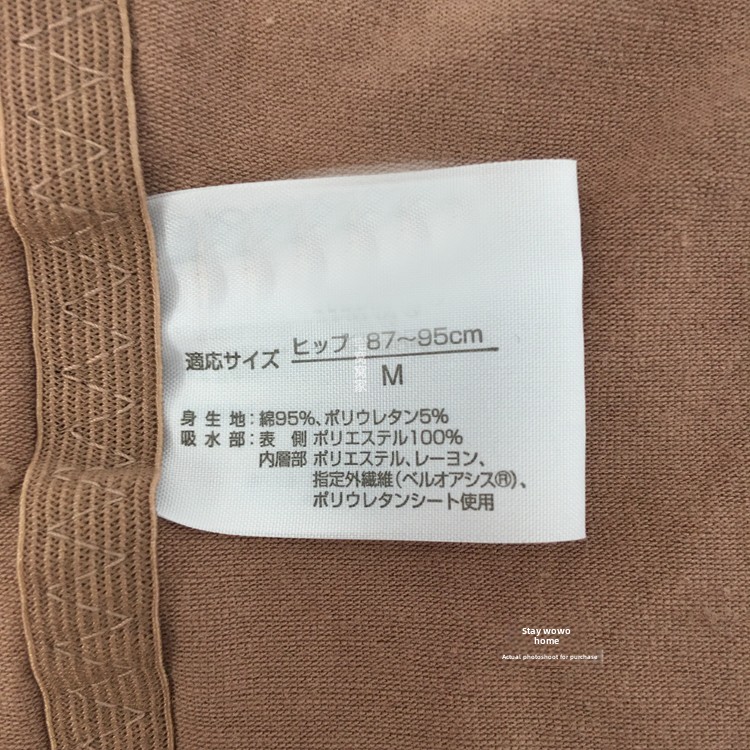 適応サイズ ヒップ 87〜95cm
M
身生地：綿95%、ポリウレタン5%
吸水部：表側 ポリエステル100%
内層部 ポリエステル、レーヨン、
指定外繊維（ベルオアシス®）、
ポリウレタンシート使用
Stay wowo
home
Actual photoshoot for purchase